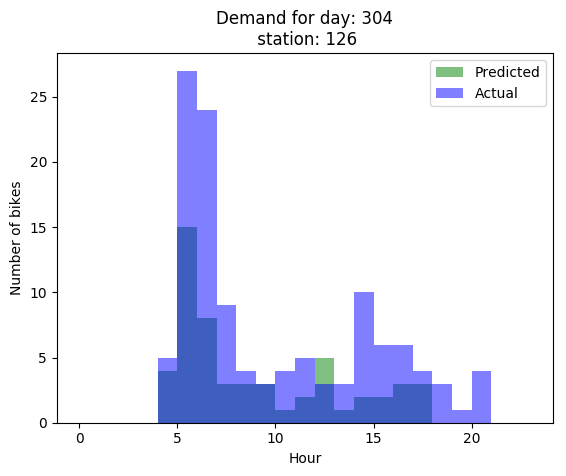 Demand for day: 304
station: 126
Predicted
Actual
Number of bikes
25
20
15
10
5
0
0
5
10
15
20
Hour